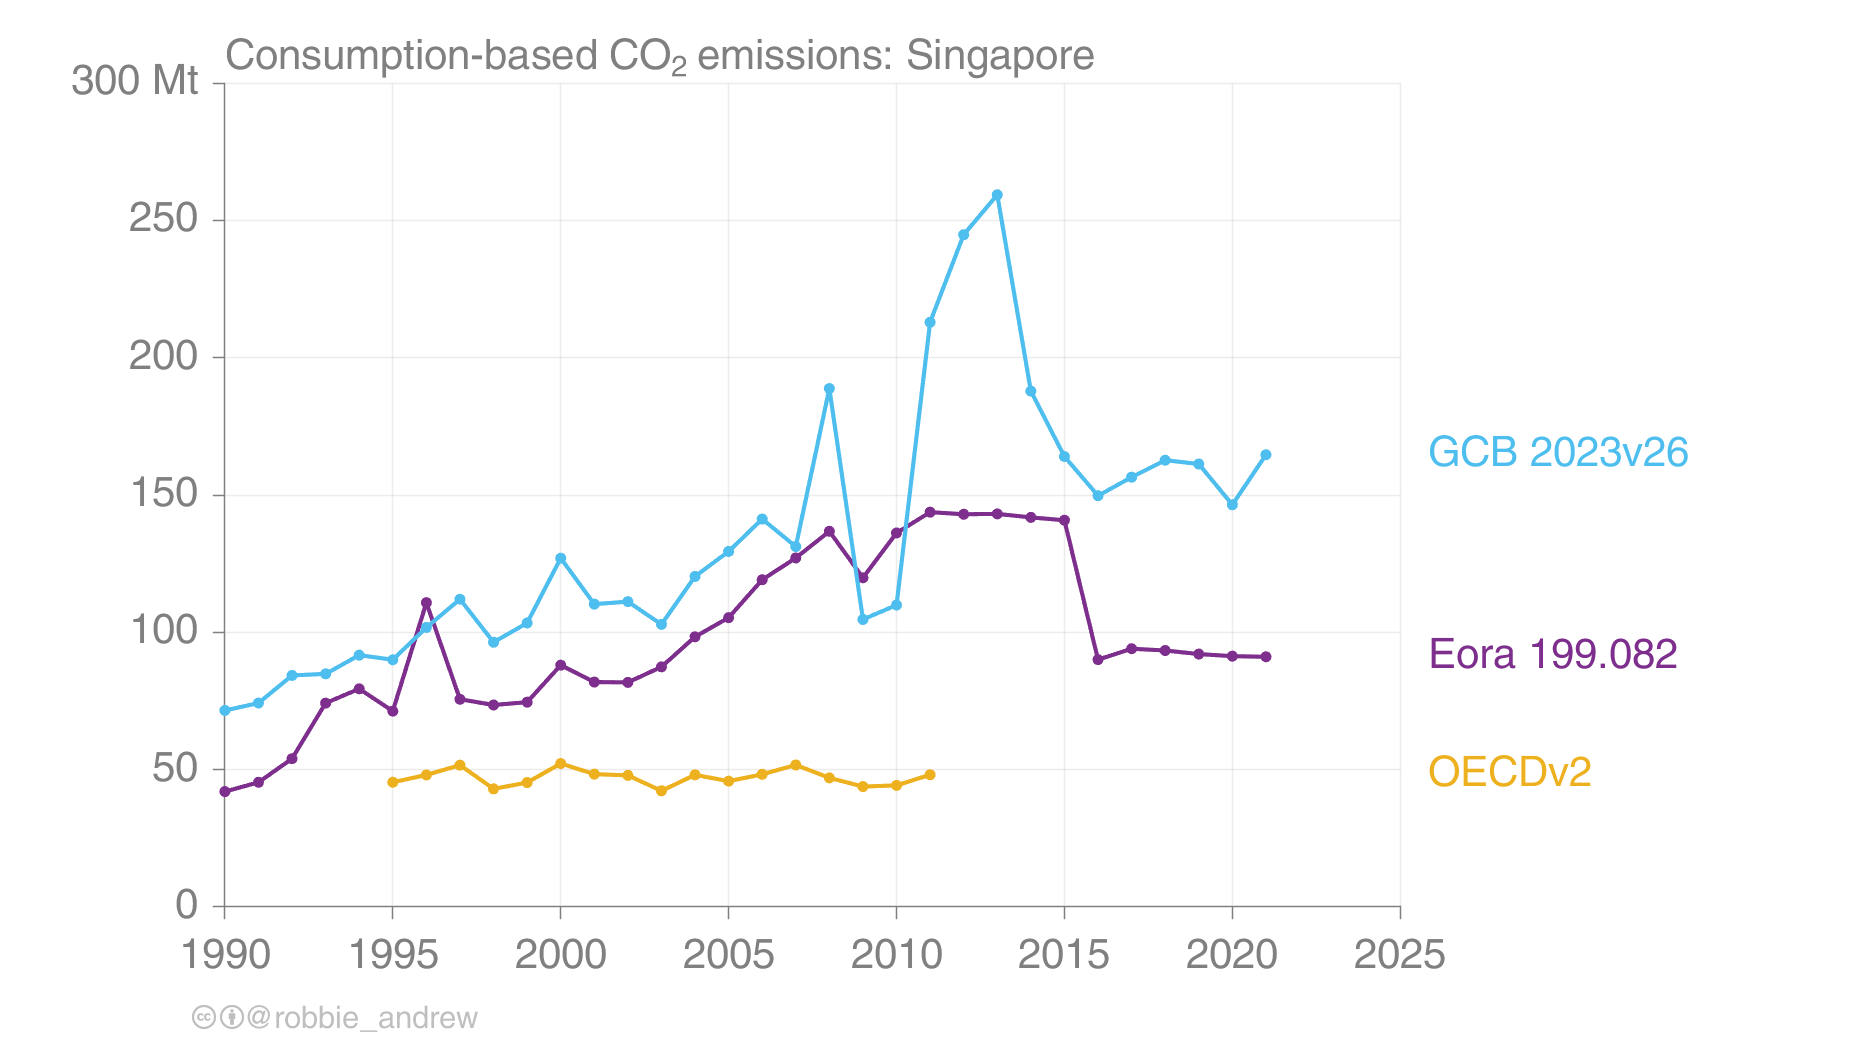 Consumption-based CO₂ emissions: Singapore
300 Mt
250
200
150
100
50
0
1990 1995 2000 2005 2010 2015 2020 2025
GCB 2023v26
Eora 199.082
OECDv2
@robbie_andrew